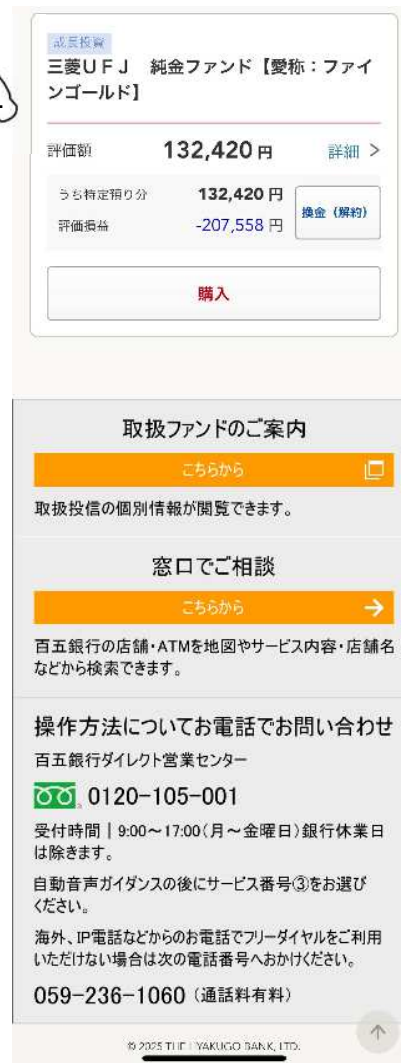 成長投資
三菱UFJ 純金ファンド【愛称：ファイ
ンゴールド】
評価額 132,420 円 詳細 >
うち特定預り分 132,420 円
評価損益 -207,558 円
換金（解約）
購入
取扱ファンドのご案内
こちらから
取扱投信の個別情報が閲覧できます。
窓口でご相談
こちらから
百五銀行の店舗・ATMを地図やサービス内容・店舗名
などから検索できます。
操作方法についてお電話でお問い合わせ
百五銀行ダイレクト営業センター
0120-105-001
受付時間｜9:00～17:00（月～金曜日）銀行休業日
は除きます。
自動音声ガイダンスの後にサービス番号③をお選び
ください。
海外、IP電話などからのお電話でフリーダイヤルをご利用
いただけない場合は次の電話番号へおかけください。
059-236-1060（通話料有料）
© 2025 THE HYAKUGO BANK, LTD.